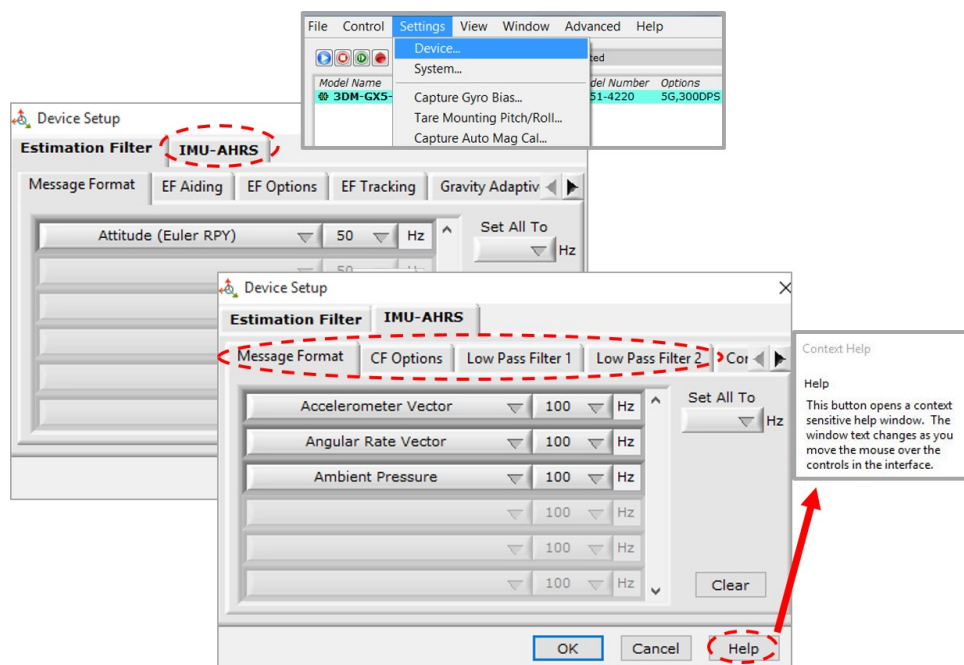 File Control Settings View Window Advanced Help
Device...
System...
Capture Gyro Bias...
Tare Mounting Pitch/Roll...
Capture Auto Mag Cal...
Model Name del Number Options
3DM-GX5- 51-4220 5G,300DPS
Device Setup
Estimation Filter IMU-AHRS
Message Format EF Aiding EF Options EF Tracking Gravity Adaptiv
Attitude (Euler RPY) 50 Hz Set All To
Hz
50
Device Setup
Estimation Filter IMU-AHRS
Message Format CF Options Low Pass Filter 1 Low Pass Filter 2 Cor
Accelerometer Vector 100 Hz Set All To
Hz
Angular Rate Vector 100 Hz
Ambient Pressure 100 Hz
100 Hz
100 Hz
100 Hz Clear
OK Cancel Help
Context Help
Help
This button opens a context
sensitive help window. The
window text changes as you
move the mouse over the
controls in the interface.